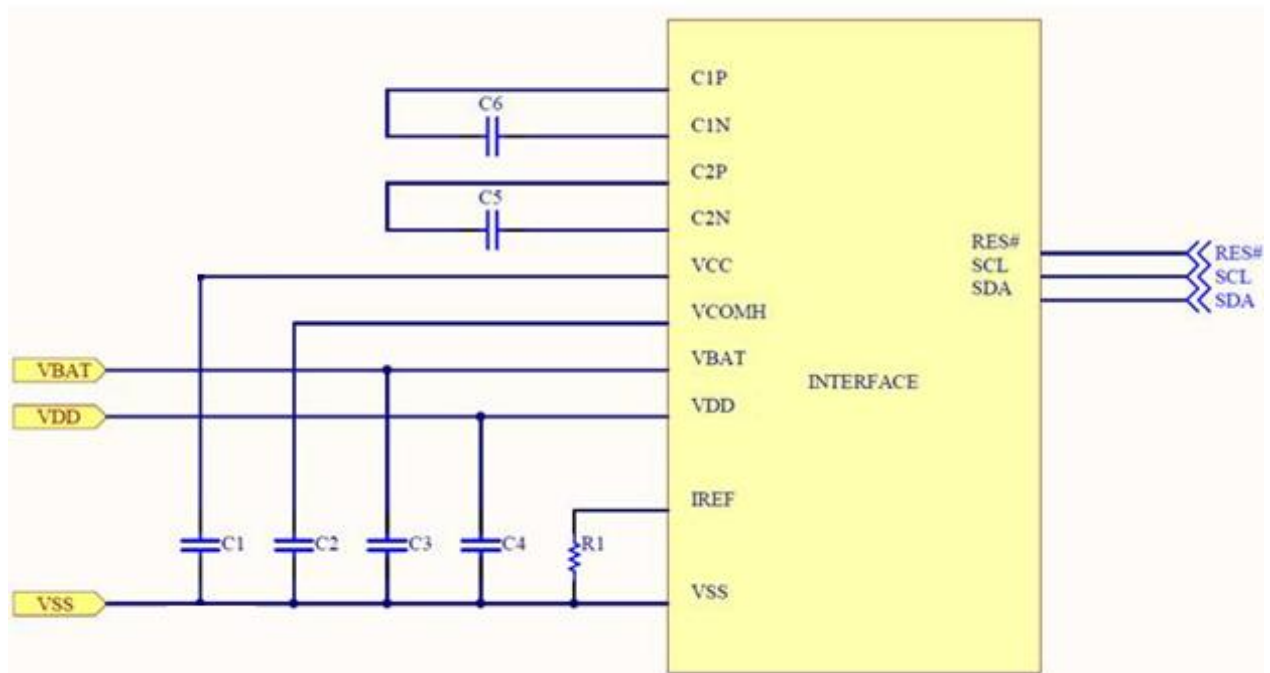 C1P
C6
C1N
C2P
C5
C2N
RES# RES#
VCC SCL SCL
SDA SDA
VCOMH
VBAT VBAT
INTERFACE
VDD VDD
IREF
C1 C2 C3 C4 R1
VSS VSS